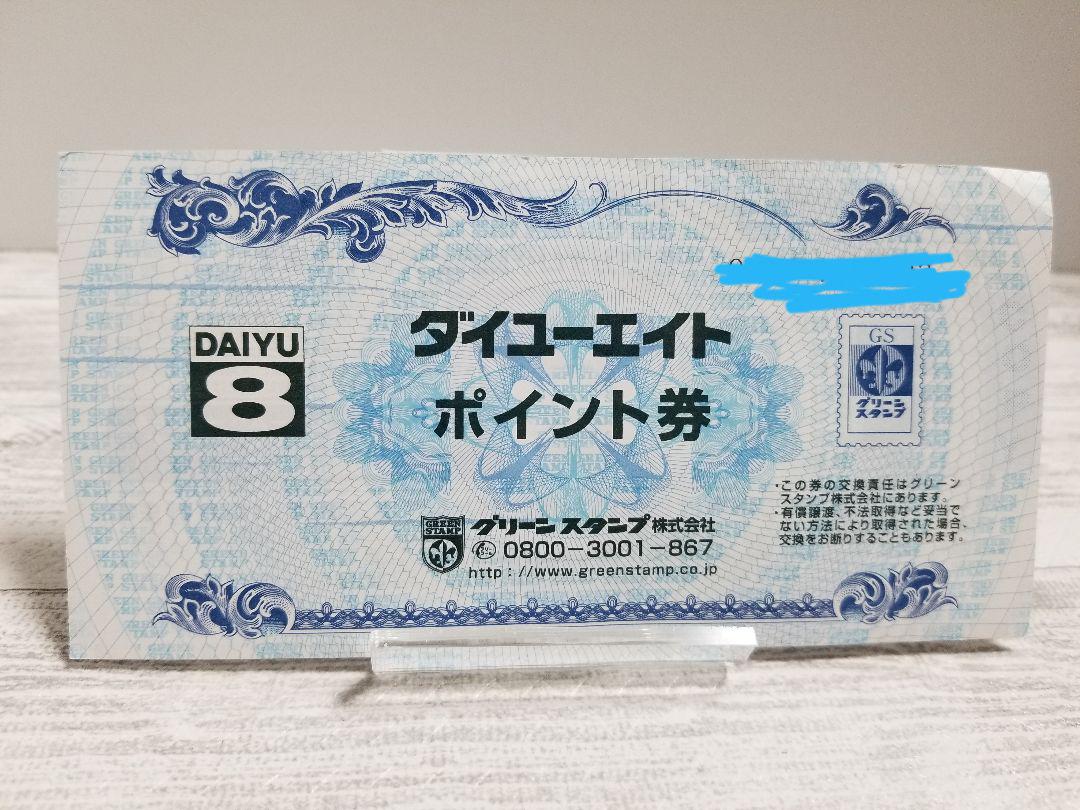 DAIYU
8
ダイユーエイト
ポイント券
GS
グリーン
スタンプ
・この券の交換責任はグリーン
スタンプ株式会社にあります。
・有償譲渡、不法取得など妥当で
ない方法により取得された場合、
交換をお断りすることもあります。
GREEN
STAMP
グリーンスタンプ株式会社
0800-3001-867
http://www.greenstamp.co.jp